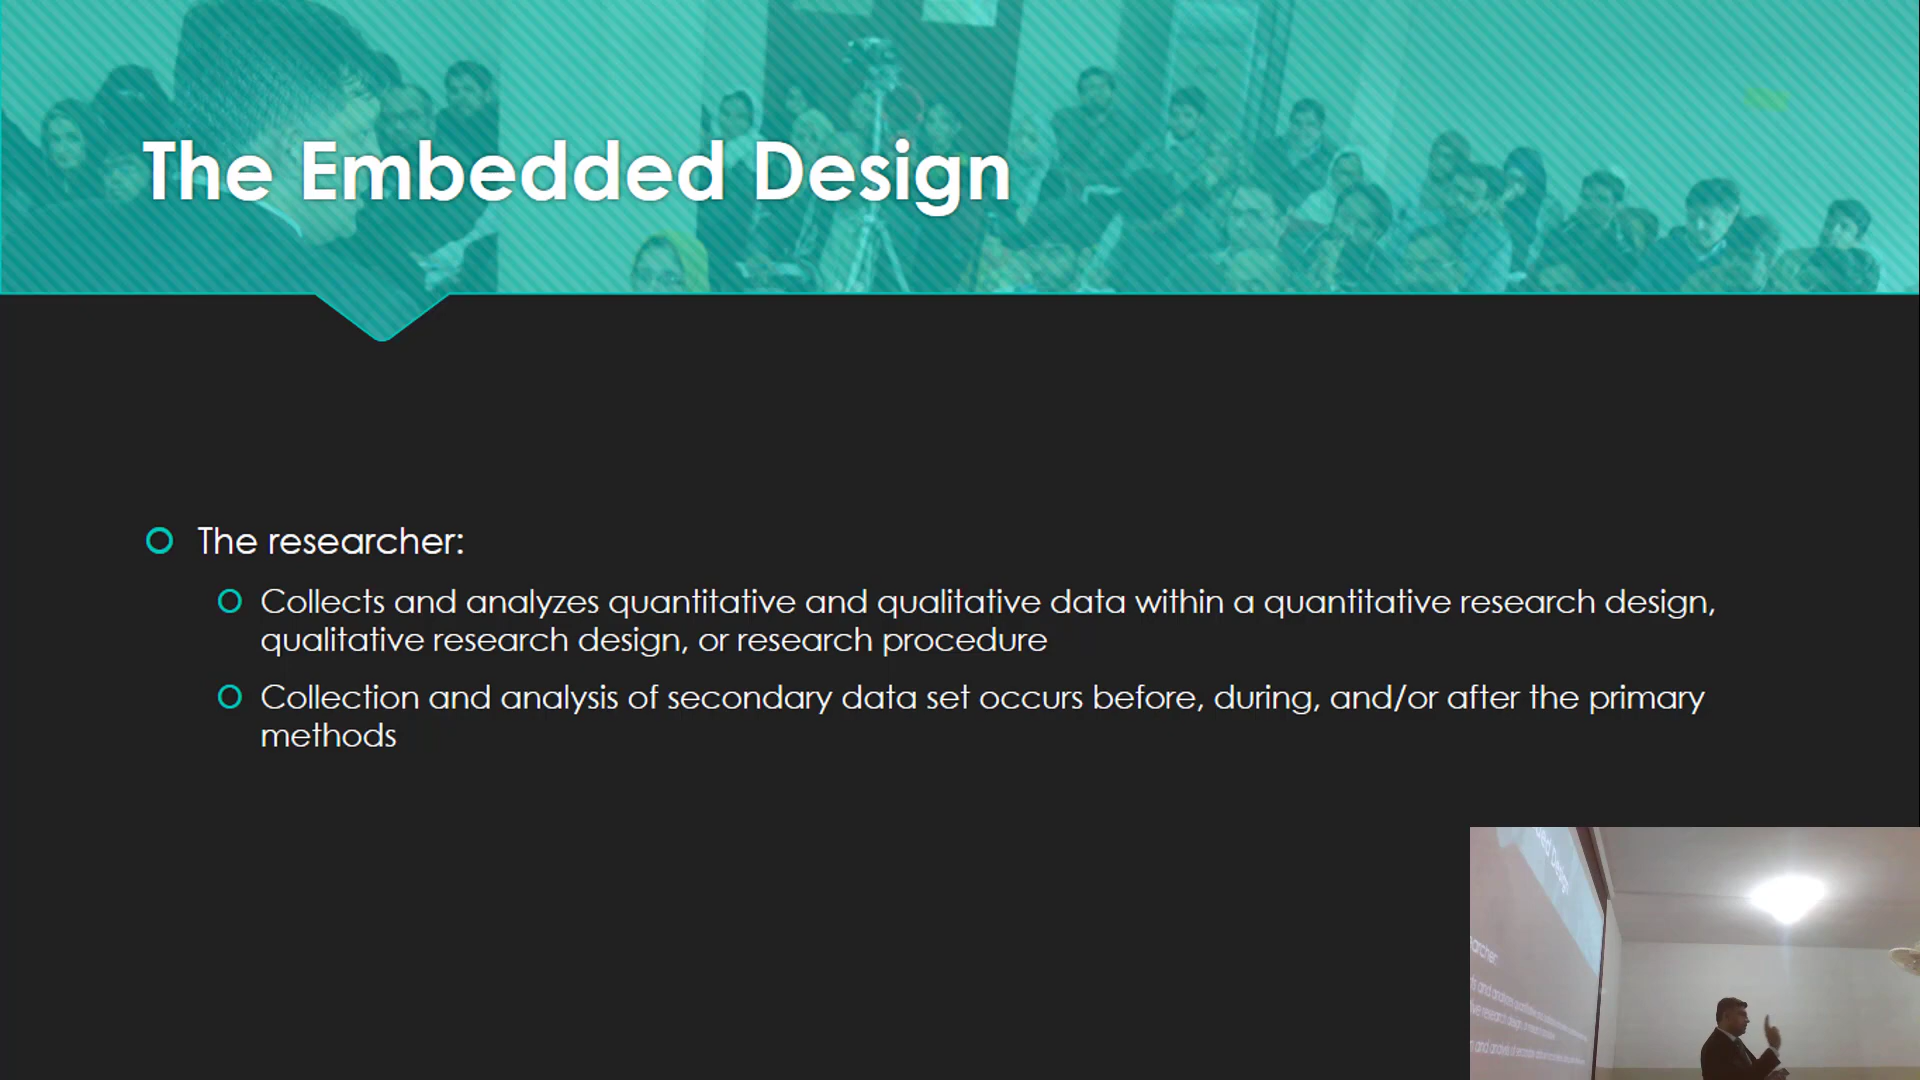 The Embedded Design
The researcher:
Collects and analyzes quantitative and qualitative data within a quantitative research design,
qualitative research design, or research procedure
Collection and analysis of secondary data set occurs before, during, and/or after the primary
methods